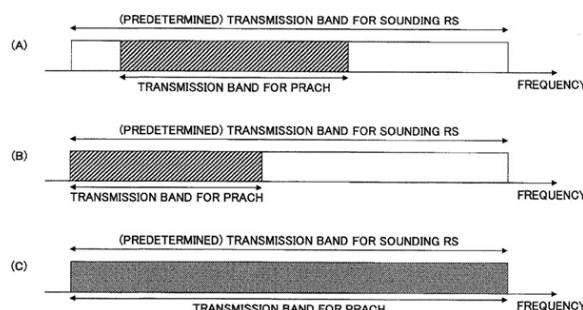 (PREDETERMINED) TRANSMISSION BAND FOR SOUNDING RS
(A)
TRANSMISSION BAND FOR PRACH
FREQUENCY
(PREDETERMINED) TRANSMISSION BAND FOR SOUNDING RS
(B)
TRANSMISSION BAND FOR PRACH
FREQUENCY
(PREDETERMINED) TRANSMISSION BAND FOR SOUNDING RS
(C)
TRANSMISSION BAND FOR PRACH
FREQUENCY